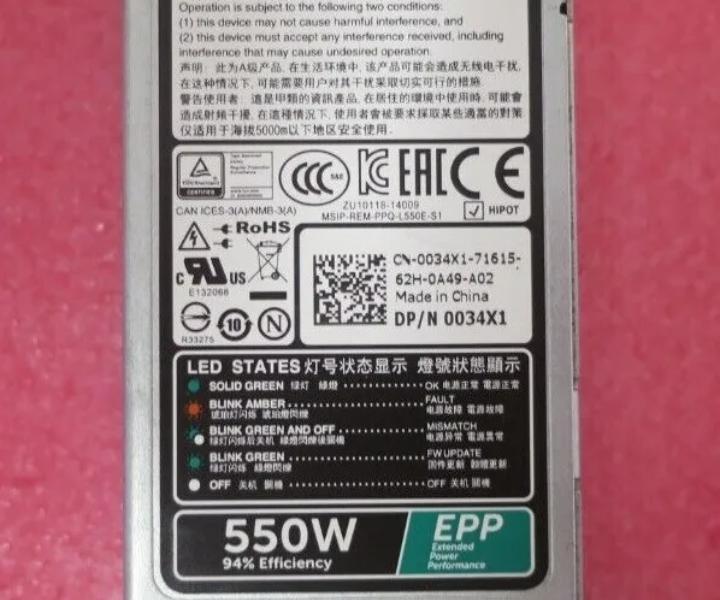 Operation is subject to the following two conditions:
(1) this device may not cause harmful interference, and
(2) this device must accept any interference received, including
interference that may cause undesired operation.
声明: 此为A级产品, 在生活环境中, 该产品可能会造成无线电干扰,
在这种情况下, 可能需要用户对其干扰采取切实可行的措施.
警告使用者: 這是甲類的資訊產品, 在居住的環境中使用時, 可能會
造成射頻干擾, 在這種情況下, 使用者會被要求採取某些適當的對策
仅适用于海拔5000m以下地区安全使用.
CCC S&E KC EAC CE
ZU10118-14009
CAN ICES-3(A)/NMB-3(A)
MSIP-REM-PPQ-L550E-S1
HIPOT
RoHS
c US
E132068
10 N
R33275
CN-0034X1-71615-
62H-0A49-A02
Made in China
DP/N 0034X1
LED STATES 灯号状态显示 燈號狀態顯示
SOLID GREEN 绿灯 綠燈 OK 电源正常 電源正常
BLINK AMBER FAULT
琥珀灯闪烁 琥珀燈閃爍 电源故障 電源故障
BLINK GREEN AND OFF MISMATCH
绿灯闪烁后关机 綠燈閃爍後關機 电源异常 電源異常
BLINK GREEN FW UPDATE
绿灯闪烁 綠燈閃爍 固件更新 韌體更新
OFF 关机 關機 OFF 关机 關機
550W
94% Efficiency
EPP
Extended
Power
Performance